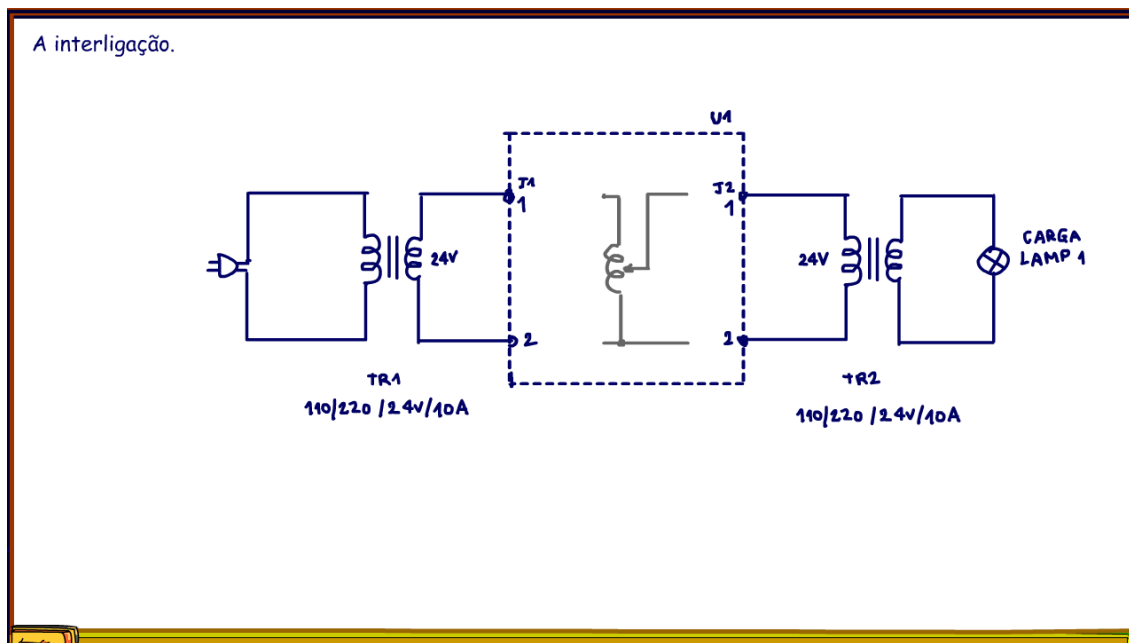 A interligação.
U1
J1
1
J2
1
24V
24V
CARGA
LAMP 1
2
2
TR1
110/220/24V/10A
TR2
110/220/24V/10A